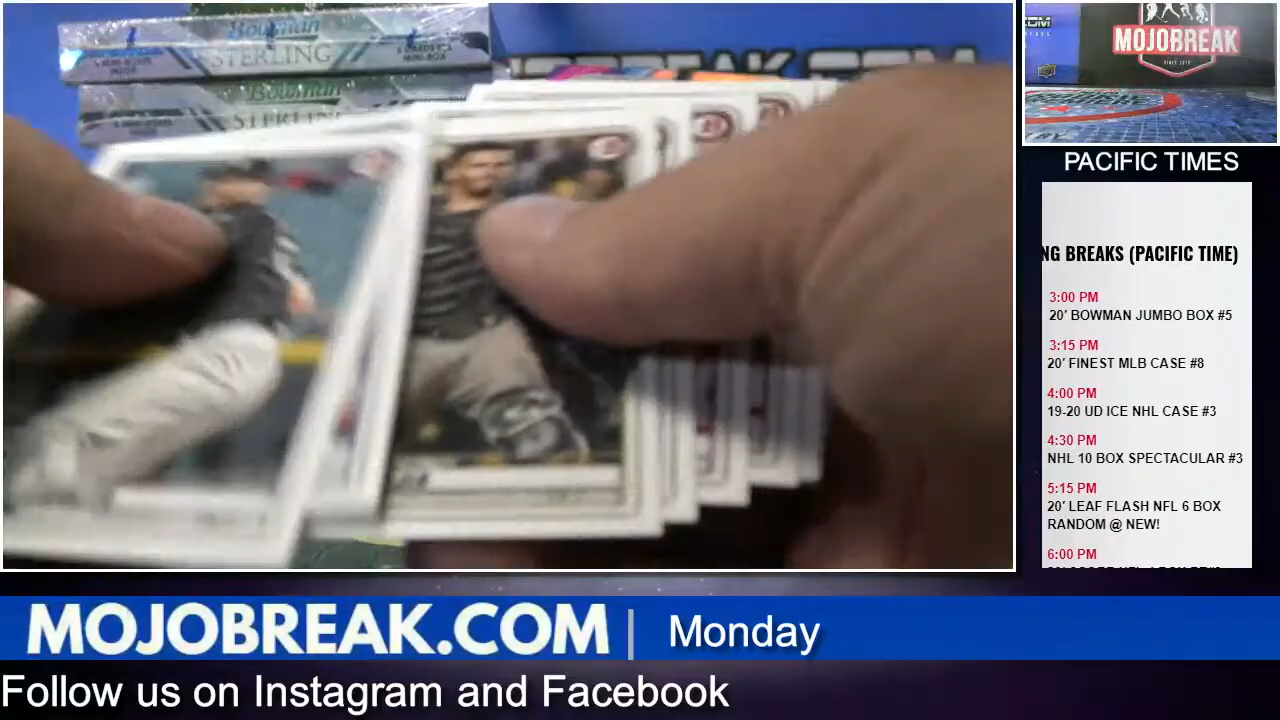 Bowman
STERLING
Bowman
MOJOBREAK
SINCE
PACIFIC TIMES
NG BREAKS (PACIFIC TIME)
3:00 PM
20' BOWMAN JUMBO BOX #5
3:15 PM
20' FINEST MLB CASE #8
4:00 PM
19-20 UD ICE NHL CASE #3
4:30 PM
NHL 10 BOX SPECTACULAR #3
5:15 PM
20' LEAF FLASH NFL 6 BOX
RANDOM @ NEW!
6:00 PM
MOJOBREAK.COM | Monday
Follow us on Instagram and Facebook